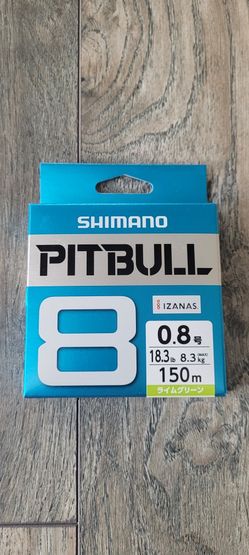 SHIMANO
PITBULL
8
IZANAS
0.8号
18.3lb 8.3kg (MAX)
150m
ライムグリーン